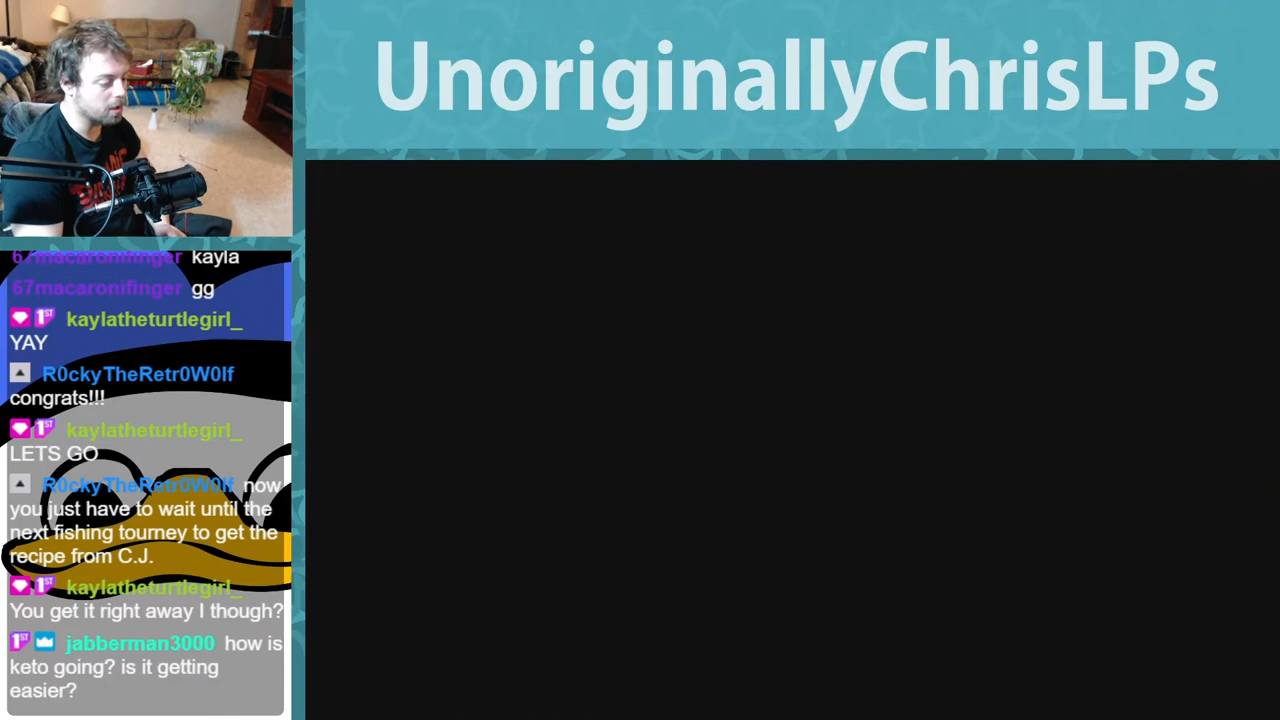 UnoriginallyChrisLPs
67macaronifinger kayla
67macaronifinger gg
kaylatheturtlegirl_
YAY
R0ckyTheRetr0W0lf
congrats!!!
kaylatheturtlegirl_
LETS GO
R0ckyTheRetr0W0lf now
you just have to wait until the
next fishing tourney to get the
recipe from C.J.
kaylatheturtlegirl_
You get it right away I though?
jabberman3000 how is
keto going? is it getting
easier?